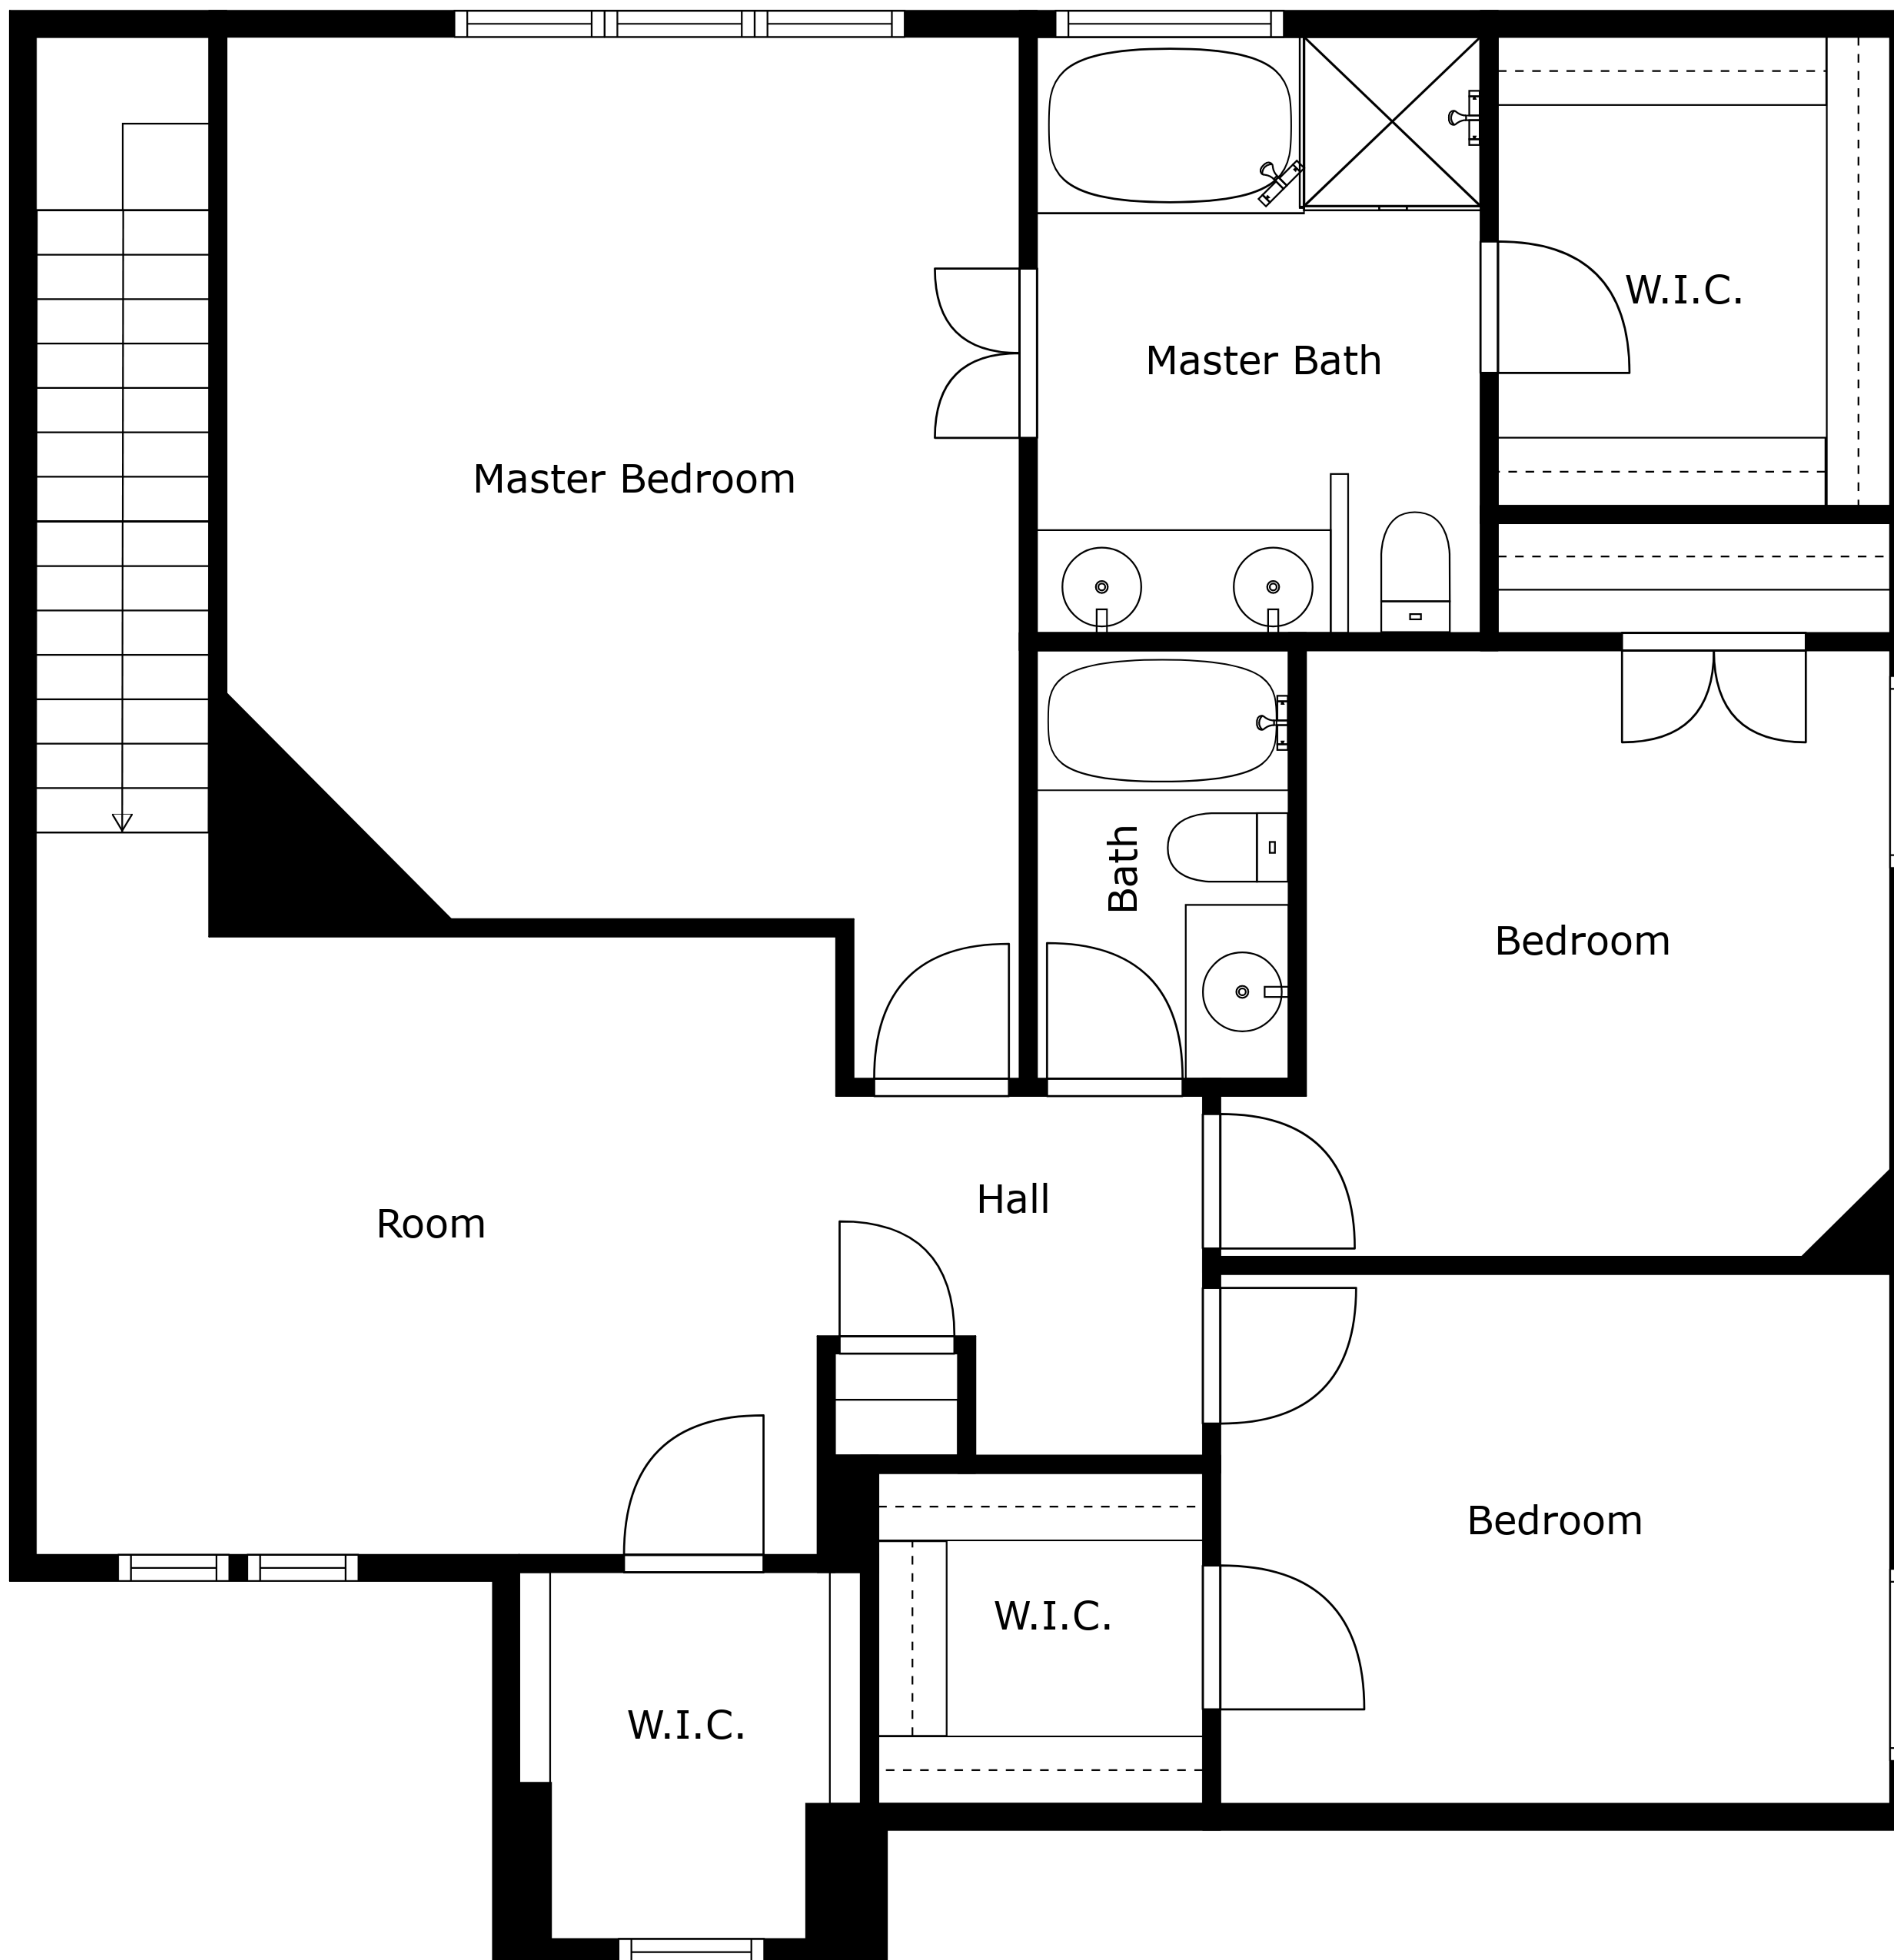 W.I.C.
Master Bath
Master Bedroom
Bath
Bedroom
Hall
Room
Bedroom
W.I.C.
W.I.C.